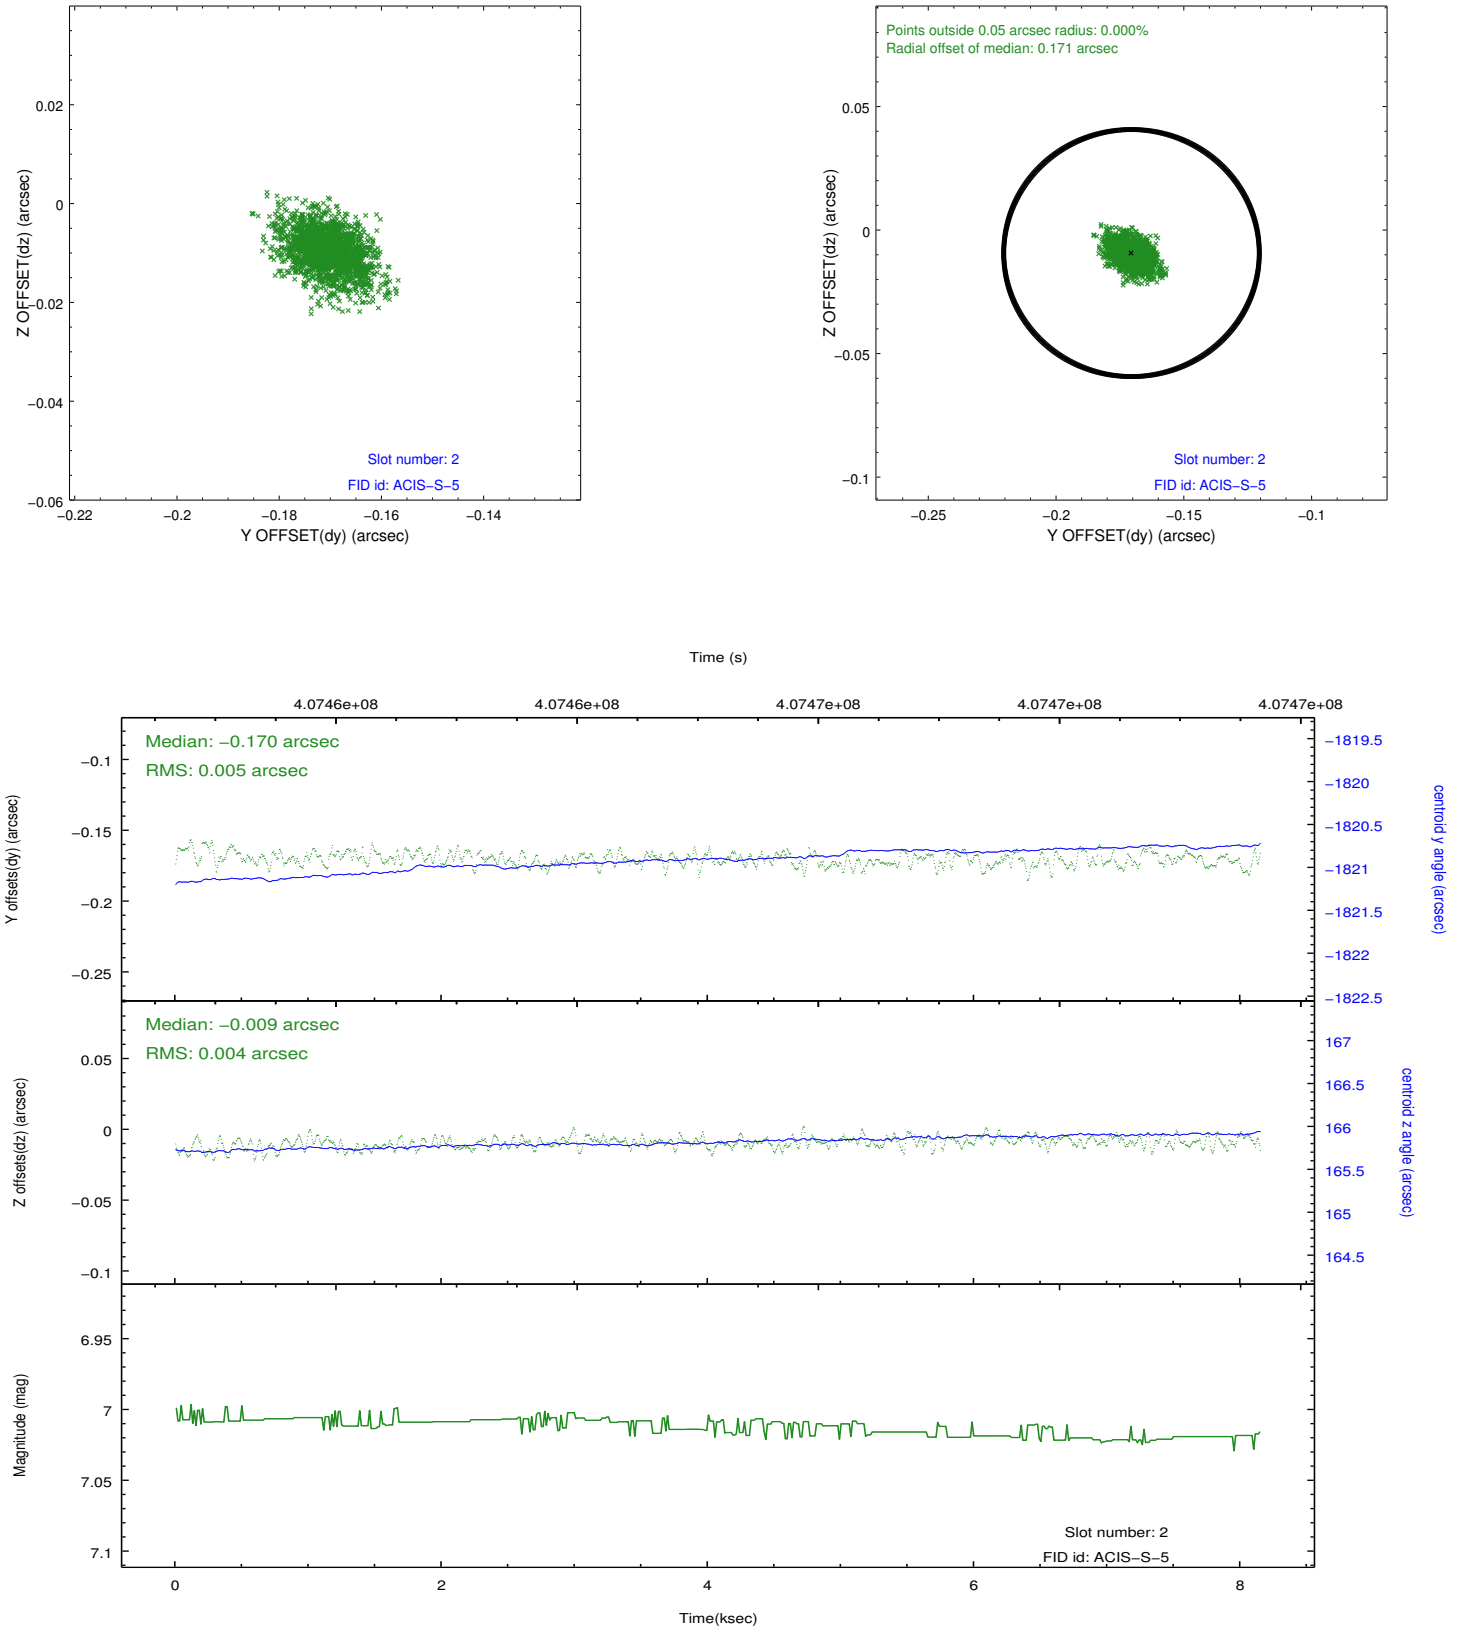 0.02
0
−0.02
−0.04
−0.06
Z OFFSET(dz) (arcsec)
Slot number: 2
FID id: ACIS−S−5
−0.22 −0.2 −0.18 −0.16 −0.14
Y OFFSET(dy) (arcsec)
Points outside 0.05 arcsec radius: 0.000%
Radial offset of median: 0.171 arcsec
0.05
0
−0.05
−0.1
Z OFFSET(dz) (arcsec)
Slot number: 2
FID id: ACIS−S−5
−0.25 −0.2 −0.15 −0.1
Y OFFSET(dy) (arcsec)
Time (s)
4.0746e+08 4.0746e+08 4.0747e+08 4.0747e+08 4.0747e+08
Median: −0.170 arcsec
RMS: 0.005 arcsec
−0.1
−0.15
−0.2
−0.25
Y offsets(dy) (arcsec)
−1819.5
−1820
−1820.5
−1821
−1821.5
−1822
−1822.5
centroid y angle (arcsec)
Median: −0.009 arcsec
RMS: 0.004 arcsec
0.05
0
−0.05
−0.1
Z offsets(dz) (arcsec)
167
166.5
166
165.5
165
164.5
centroid z angle (arcsec)
6.95
7
7.05
7.1
Magnitude (mag)
Slot number: 2
FID id: ACIS−S−5
0 2 4 6 8
Time(ksec)